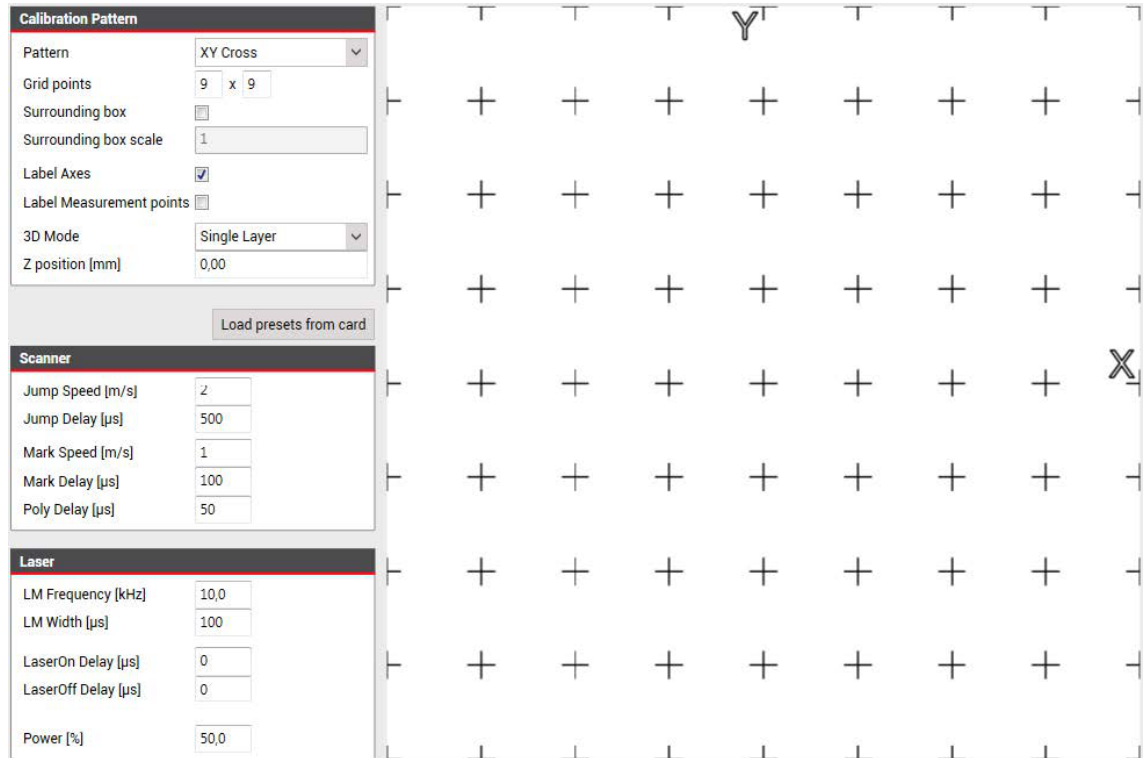 Calibration Pattern
Pattern XY Cross
Grid points 9 x 9
Surrounding box
Surrounding box scale 1
Label Axes
Label Measurement points
3D Mode Single Layer
Z position [mm] 0,00
Load presets from card
Scanner
Jump Speed [m/s] 2
Jump Delay [µs] 500
Mark Speed [m/s] 1
Mark Delay [µs] 100
Poly Delay [µs] 50
Laser
LM Frequency [kHz] 10,0
LM Width [µs] 100
LaserOn Delay [µs] 0
LaserOff Delay [µs] 0
Power [%] 50,0
Y
X